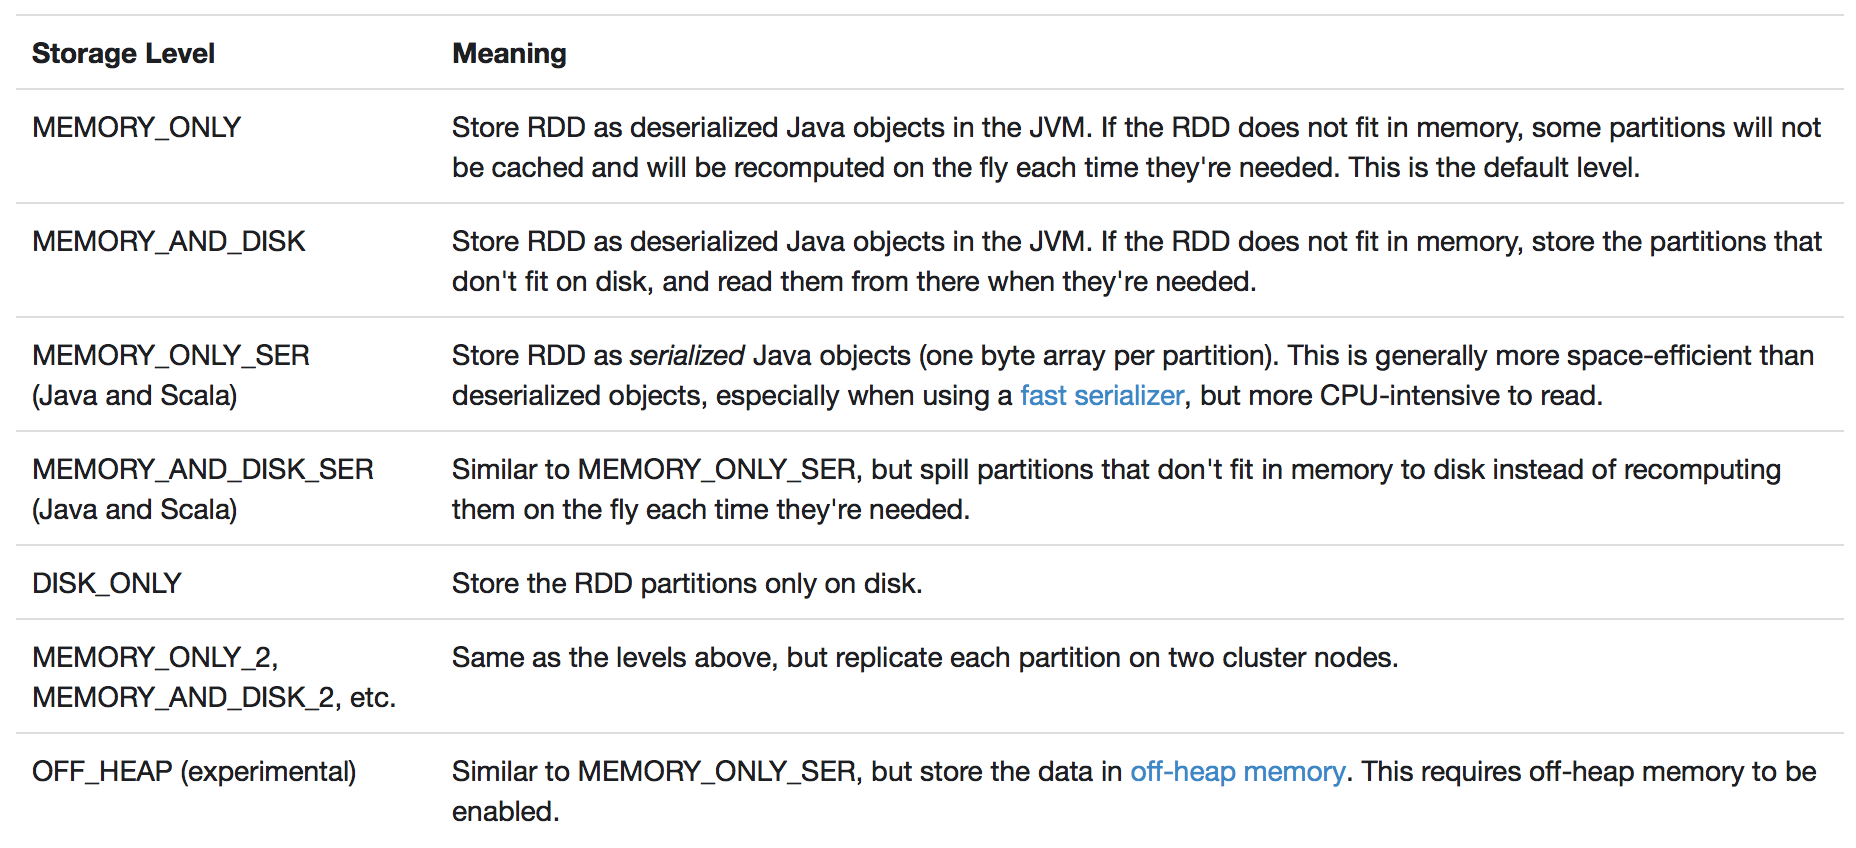 Storage Level Meaning
MEMORY_ONLY Store RDD as deserialized Java objects in the JVM. If the RDD does not fit in memory, some partitions will not
be cached and will be recomputed on the fly each time they're needed. This is the default level.
MEMORY_AND_DISK Store RDD as deserialized Java objects in the JVM. If the RDD does not fit in memory, store the partitions that
don't fit on disk, and read them from there when they're needed.
MEMORY_ONLY_SER Store RDD as serialized Java objects (one byte array per partition). This is generally more space-efficient than
(Java and Scala) deserialized objects, especially when using a fast serializer, but more CPU-intensive to read.
MEMORY_AND_DISK_SER Similar to MEMORY_ONLY_SER, but spill partitions that don't fit in memory to disk instead of recomputing
(Java and Scala) them on the fly each time they're needed.
DISK_ONLY Store the RDD partitions only on disk.
MEMORY_ONLY_2, Same as the levels above, but replicate each partition on two cluster nodes.
MEMORY_AND_DISK_2, etc.
OFF_HEAP (experimental) Similar to MEMORY_ONLY_SER, but store the data in off-heap memory. This requires off-heap memory to be
enabled.